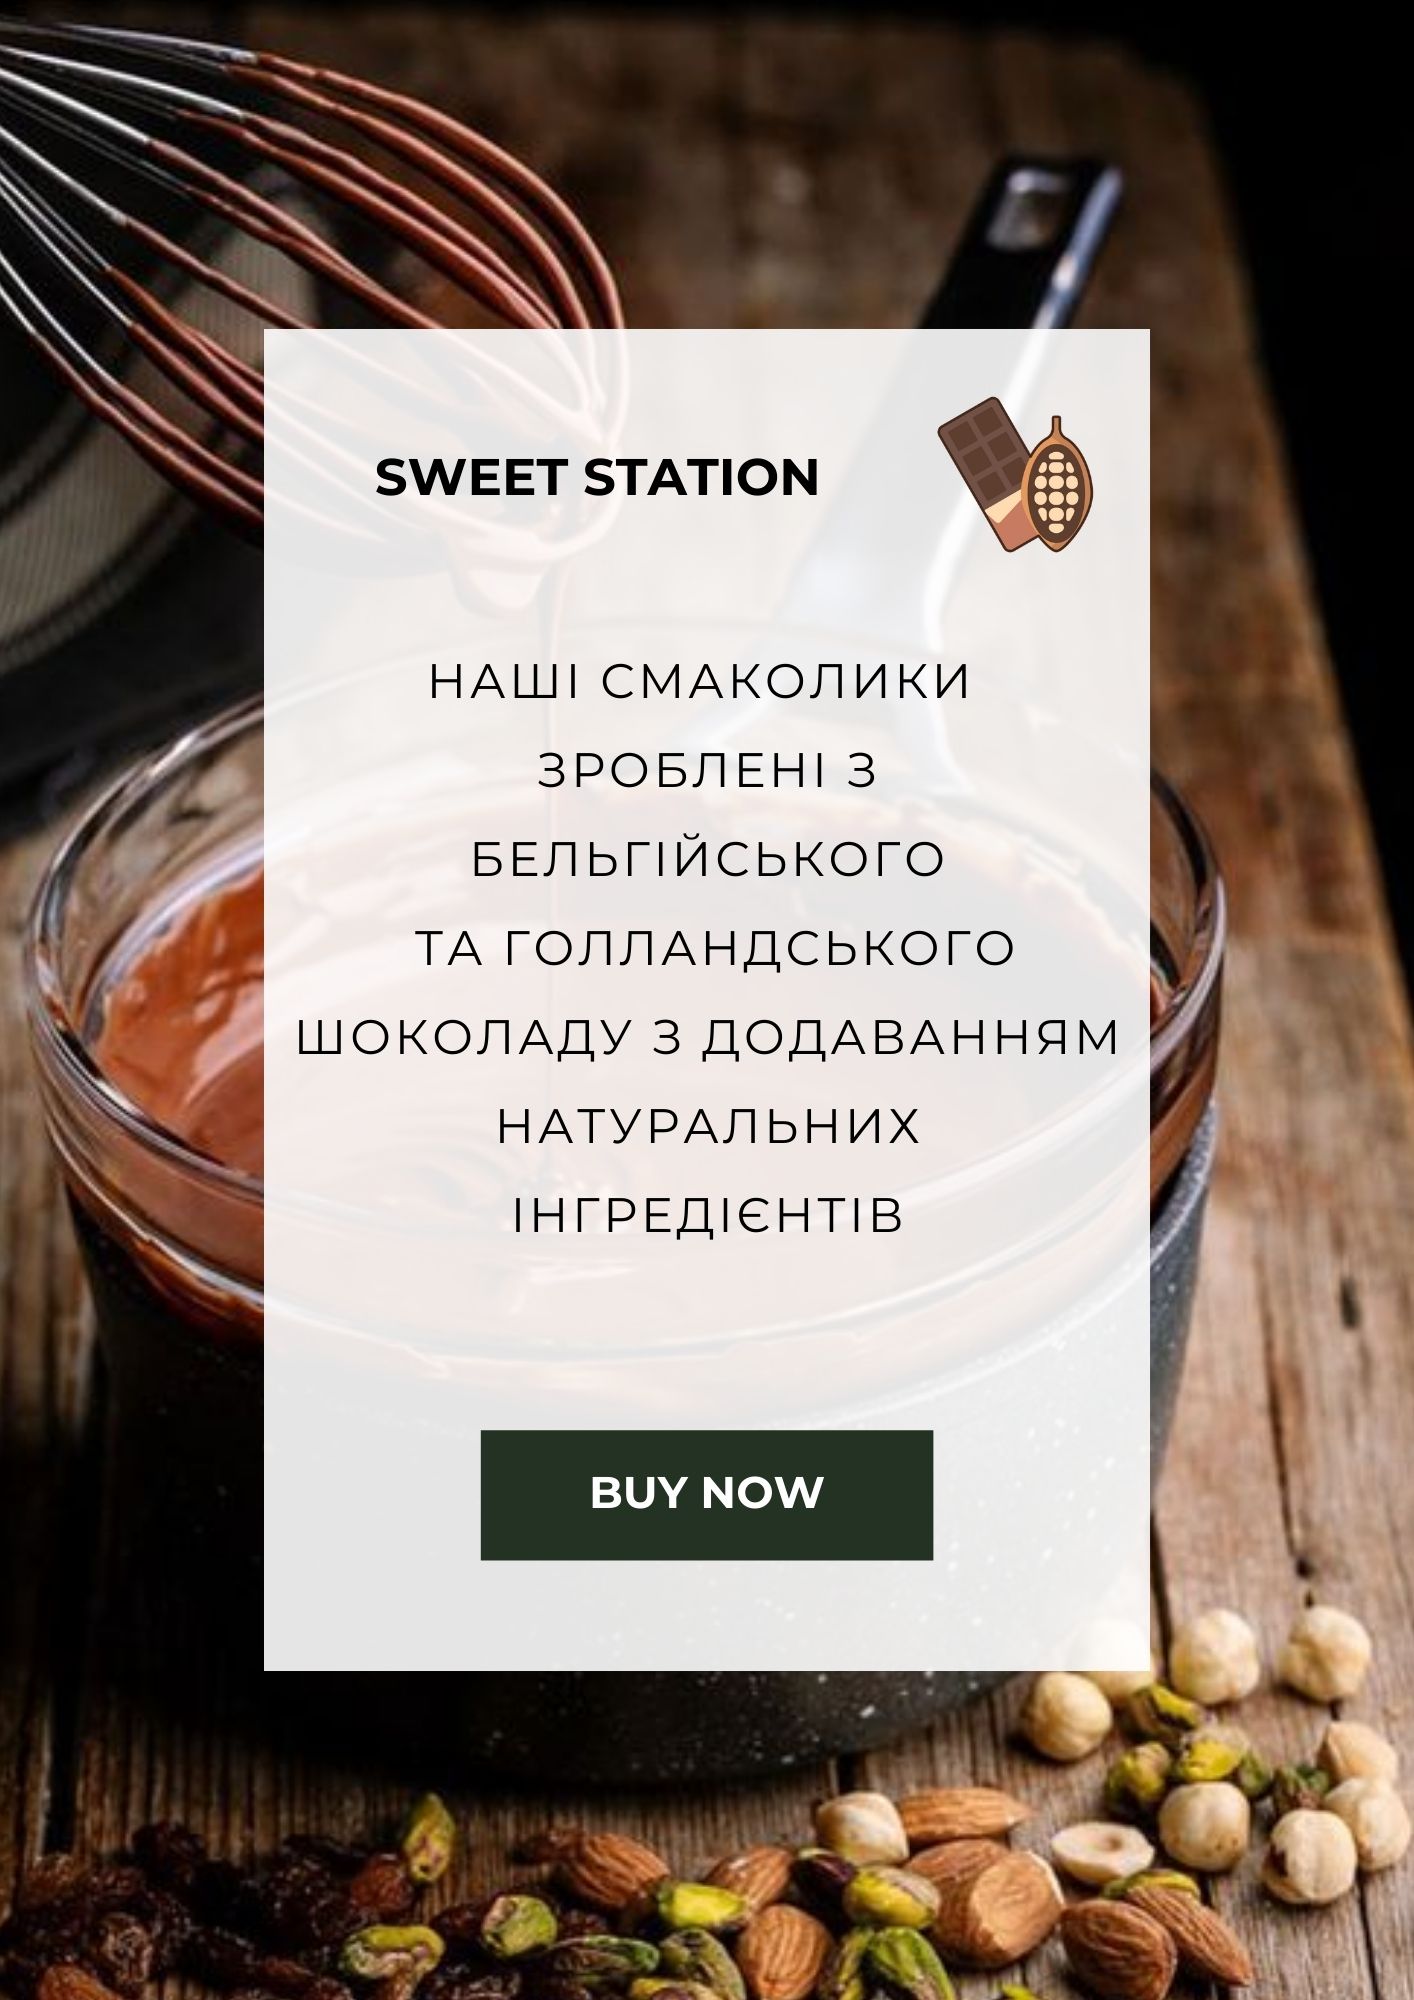 SWEET STATION
НАШІ СМАКОЛИКИ
ЗРОБЛЕНІ З
БЕЛЬГІЙСЬКОГО
ТА ГОЛЛАНДСЬКОГО
ШОКОЛАДУ З ДОДАВАННЯМ
НАТУРАЛЬНИХ
ІНГРЕДІЄНТІВ
BUY NOW